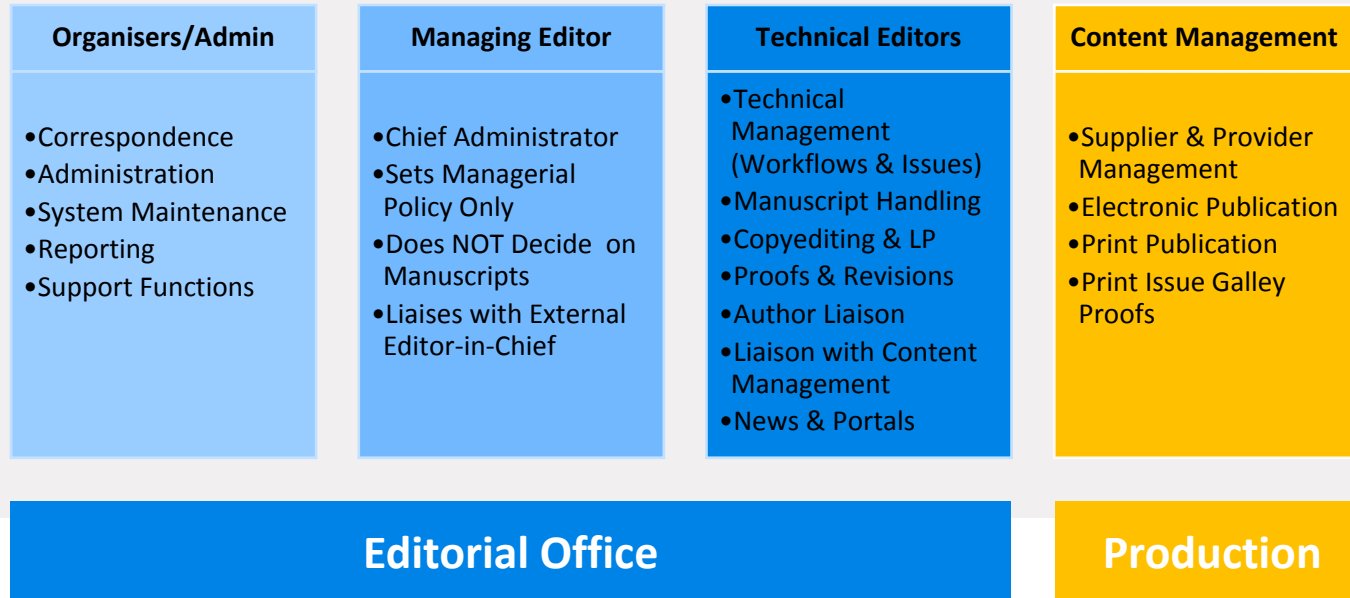 Organisers/Admin
•Correspondence
•Administration
•System Maintenance
•Reporting
•Support Functions
Managing Editor
•Chief Administrator
•Sets Managerial
Policy Only
•Does NOT Decide on
Manuscripts
•Liaises with External
Editor-in-Chief
Technical Editors
•Technical
Management
(Workflows & Issues)
•Manuscript Handling
•Copyediting & LP
•Proofs & Revisions
•Author Liaison
•Liaison with Content
Management
•News & Portals
Content Management
•Supplier & Provider
Management
•Electronic Publication
•Print Publication
•Print Issue Galley
Proofs
Editorial Office
Production